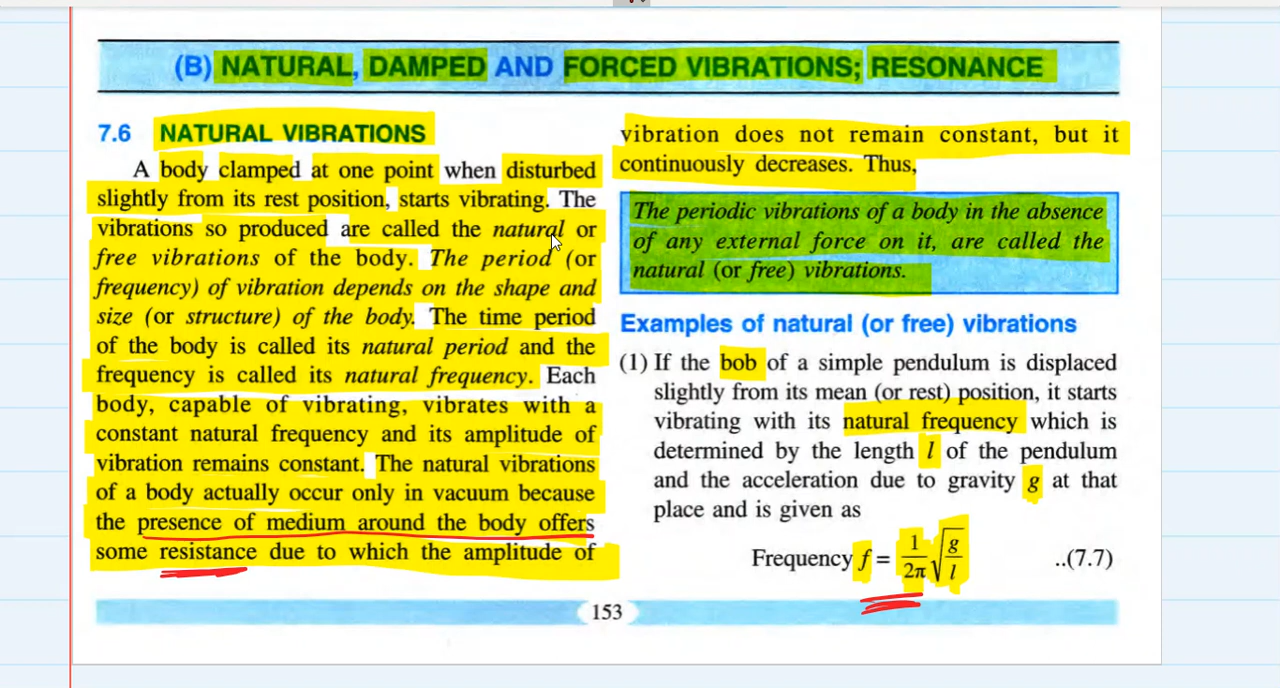 (B) NATURAL, DAMPED AND FORCED VIBRATIONS; RESONANCE
7.6 NATURAL VIBRATIONS
A body clamped at one point when disturbed
slightly from its rest position, starts vibrating. The
vibrations so produced are called the natural or
free vibrations of the body. The period (or
frequency) of vibration depends on the shape and
size (or structure) of the body. The time period
of the body is called its natural period and the
frequency is called its natural frequency. Each
body, capable of vibrating, vibrates with a
constant natural frequency and its amplitude of
vibration remains constant. The natural vibrations
of a body actually occur only in vacuum because
the presence of medium around the body offers
some resistance due to which the amplitude of
vibration does not remain constant, but it
continuously decreases. Thus,
The periodic vibrations of a body in the absence
of any external force on it, are called the
natural (or free) vibrations.
Examples of natural (or free) vibrations
(1) If the bob of a simple pendulum is displaced
slightly from its mean (or rest) position, it starts
vibrating with its natural frequency which is
determined by the length l of the pendulum
and the acceleration due to gravity g at that
place and is given as
Frequency f = 1/2π √g/l ..(7.7)
153